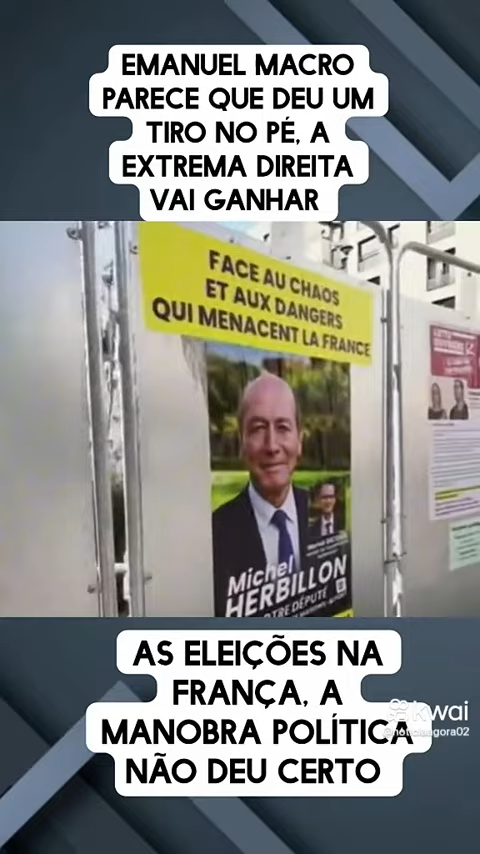 EMANUEL MACRO
PARECE QUE DEU UM
TIRO NO PÉ, A
EXTREMA DIREITA
VAI GANHAR
FACE AU CHAOS
ET AUX DANGERS
QUI MENACENT LA FRANCE
Michel
HERBILLON
AS ELEIÇÕES NA
FRANÇA, A
MANOBRA POLÍTICA
NÃO DEU CERTO
kwai